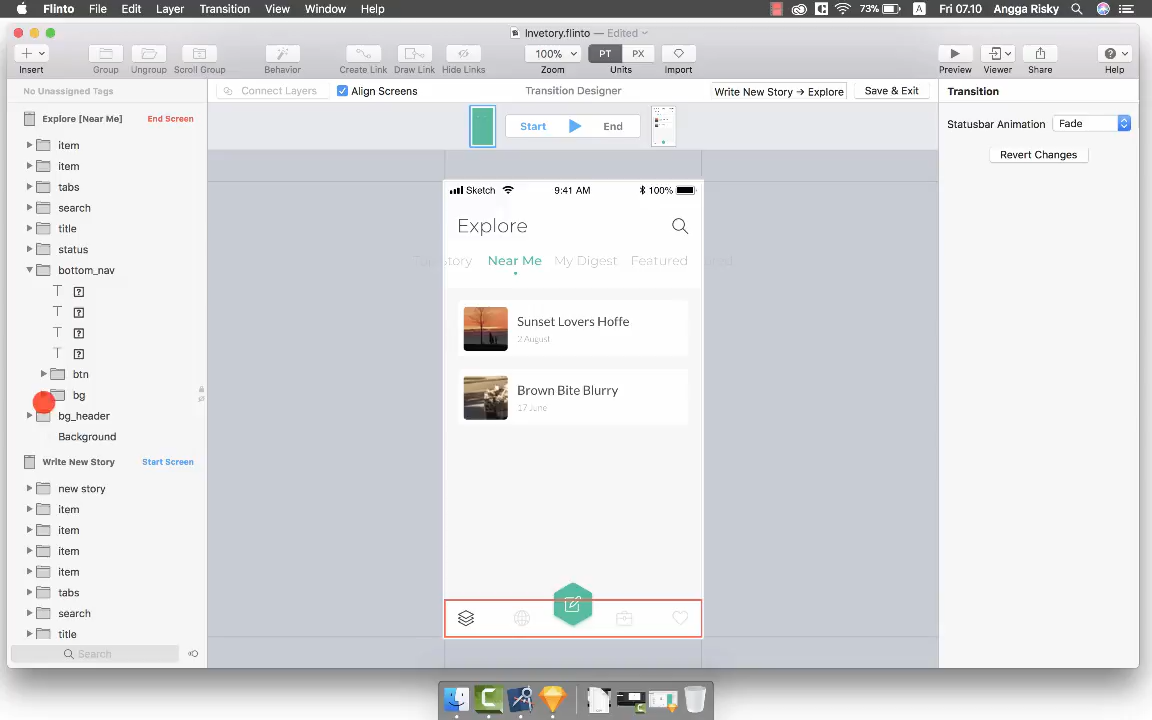 Flinto File Edit Layer Transition View Window Help 73% A Fri 07.10 Angga Risky
Invetory.flinto — Edited
Insert Group Ungroup Scroll Group Behavior Create Link Draw Link Hide Links 100% Zoom PT PX Units Import Preview Viewer Share Help
No Unassigned Tags
Connect Layers Align Screens Transition Designer Write New Story → Explore Save & Exit
Transition
Explore [Near Me] End Screen
Start End
Statusbar Animation Fade
Revert Changes
item
item
tabs
search
title
status
bottom_nav
?
?
?
?
btn
bg
bg_header
Background
Write New Story Start Screen
new story
item
item
item
item
tabs
search
title
Search
Sketch 9:41 AM 100%
Explore
Near Me My Digest Featured
Sunset Lovers Hoffe
2 August
Brown Bite Blurry
17 June